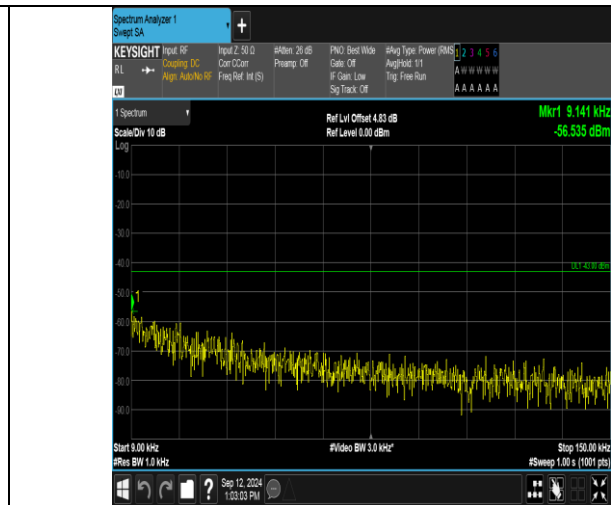 Spectrum Analyzer 1
Swept SA
+
KEYSIGHT Input: RF Input Z: 50 Ω #Atten: 26 dB PNO: Best Wide #Avg Type: Power (RMS 1 2 3 4 5 6
RL Coupling: DC Corr CCorr Preamp: Off Gate: Off Avg|Hold: 1/1 A W W W W W
Align: Auto/No RF Freq Ref: Int (S) IF Gain: Low Trig: Free Run
LXI Sig Track: Off A A A A A A
1 Spectrum Ref Lvl Offset 4.83 dB Mkr1 9.141 kHz
Scale/Div 10 dB Ref Level 0.00 dBm -56.535 dBm
Log
-10.0
-20.0
-30.0
-40.0
DL1 -43.00 dBm
-50.0
1
-60.0
-70.0
-80.0
-90.0
Start 9.00 kHz #Video BW 3.0 kHz* Stop 150.00 kHz
#Res BW 1.0 kHz #Sweep 1.00 s (1001 pts)
? Sep 12, 2024
1:03:03 PM